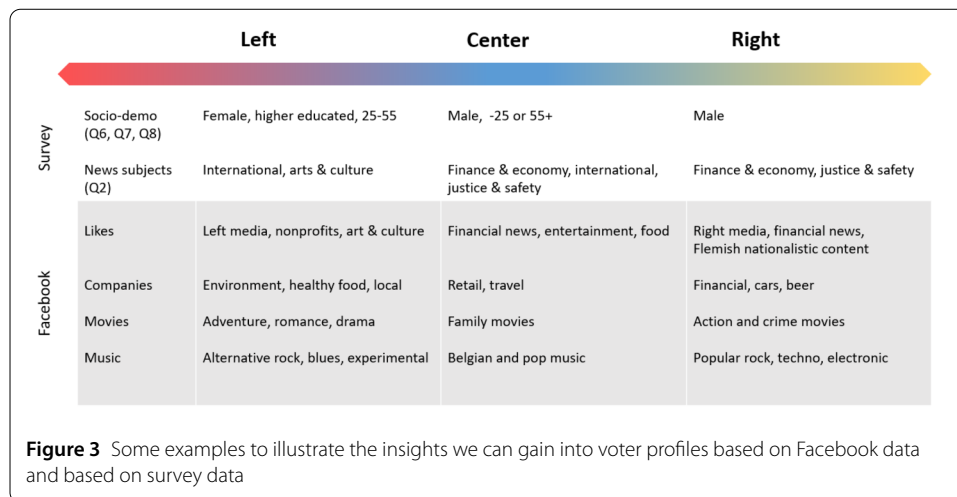 Left Center Right
Survey
Socio-demo Female, higher educated, 25-55 Male, -25 or 55+ Male
(Q6, Q7, Q8)
News subjects International, arts & culture Finance & economy, international, Finance & economy, justice & safety
(Q2) justice & safety
Facebook
Likes Left media, nonprofits, art & culture Financial news, entertainment, food Right media, financial news,
Flemish nationalistic content
Companies Environment, healthy food, local Retail, travel Financial, cars, beer
Movies Adventure, romance, drama Family movies Action and crime movies
Music Alternative rock, blues, experimental Belgian and pop music Popular rock, techno, electronic
Figure 3 Some examples to illustrate the insights we can gain into voter profiles based on Facebook data
and based on survey data